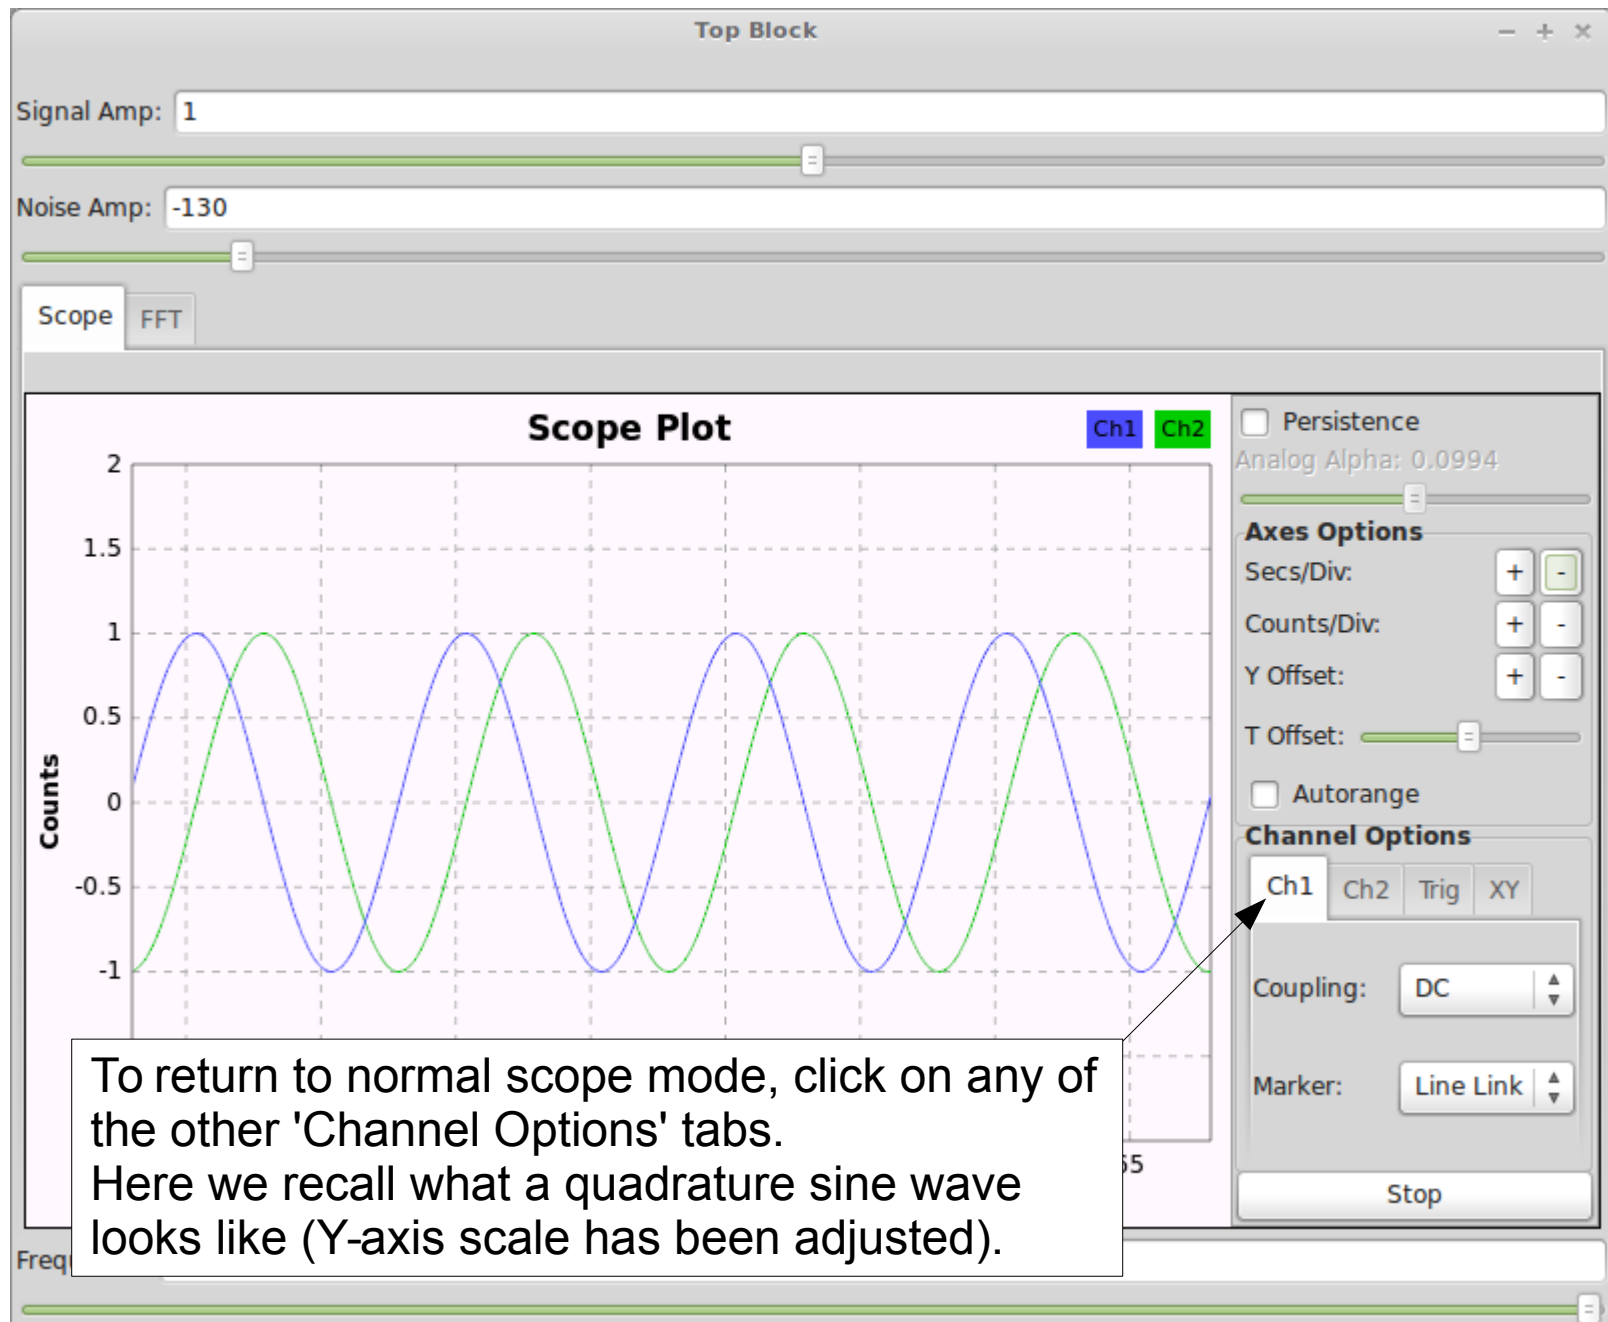 Top Block
Signal Amp: 1
Noise Amp: -130
Scope FFT
Scope Plot
Ch1 Ch2
2
1.5
1
0.5
0
-0.5
-1
Counts
Persistence
Analog Alpha: 0.0994
Axes Options
Secs/Div: + -
Counts/Div: + -
Y Offset: + -
T Offset:
Autorange
Channel Options
Ch1 Ch2 Trig XY
Coupling: DC
Marker: Line Link
Stop
To return to normal scope mode, click on any of
the other 'Channel Options' tabs.
Here we recall what a quadrature sine wave
looks like (Y-axis scale has been adjusted).